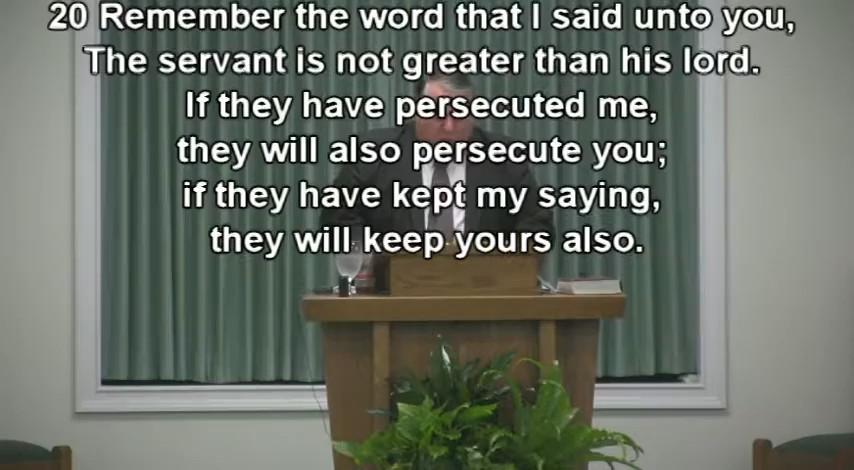 20 Remember the word that I said unto you,
The servant is not greater than his lord.
If they have persecuted me,
they will also persecute you;
if they have kept my saying,
they will keep yours also.